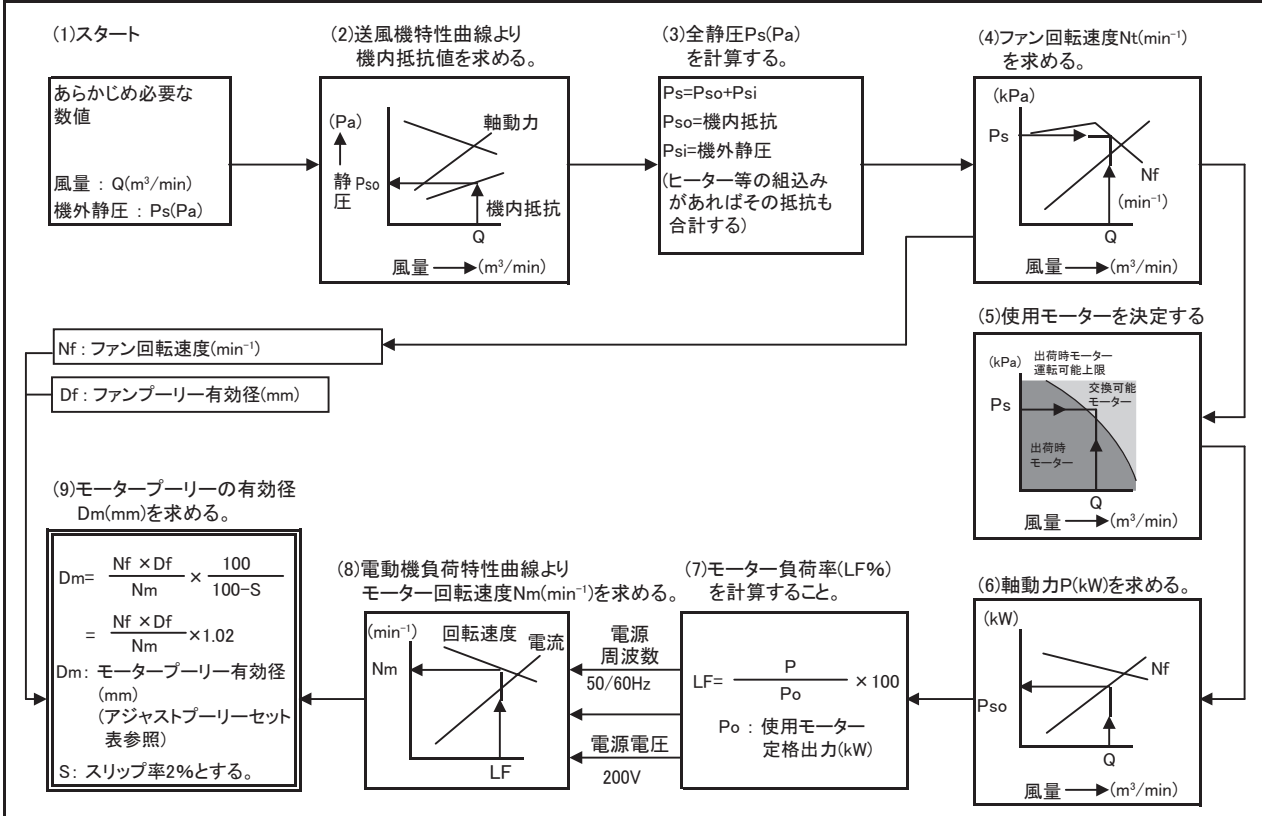 (1)スタート
あらかじめ必要な
数値
風量 : Q(m³/min)
機外静圧 : Ps(Pa)
(2)送風機特性曲線より
機内抵抗値を求める。
(Pa)
静圧
Pso
軸動力
機内抵抗
Q
風量 (m³/min)
(3)全静圧Ps(Pa)
を計算する。
Ps=Pso+Psi
Pso=機内抵抗
Psi=機外静圧
(ヒーター等の組込み
があればその抵抗も
合計する)
(4)ファン回転速度Nt(min⁻¹)
を求める。
(kPa)
Ps
Nf
(min⁻¹)
Q
風量 (m³/min)
Nf : ファン回転速度(min⁻¹)
Df : ファンプーリー有効径(mm)
(5)使用モーターを決定する
(kPa)
出荷時モーター
運転可能上限
交換可能
モーター
Ps
出荷時
モーター
Q
風量 (m³/min)
(6)軸動力P(kW)を求める。
(kW)
Nf
Pso
Q
風量 (m³/min)
(7)モーター負荷率(LF%)
を計算すること。
LF= P / Po × 100
Po : 使用モーター
定格出力(kW)
電源
周波数
50/60Hz
電源電圧
200V
(8)電動機負荷特性曲線より
モーター回転速度Nm(min⁻¹)を求める。
(min⁻¹)
回転速度
電流
Nm
LF
(9)モータープーリーの有効径
Dm(mm)を求める。
Dm= Nf ×Df / Nm × 100 / 100-S
= Nf ×Df / Nm ×1.02
Dm: モータープーリー有効径
(mm)
(アジャストプーリーセット
表参照)
S: スリップ率2%とする。